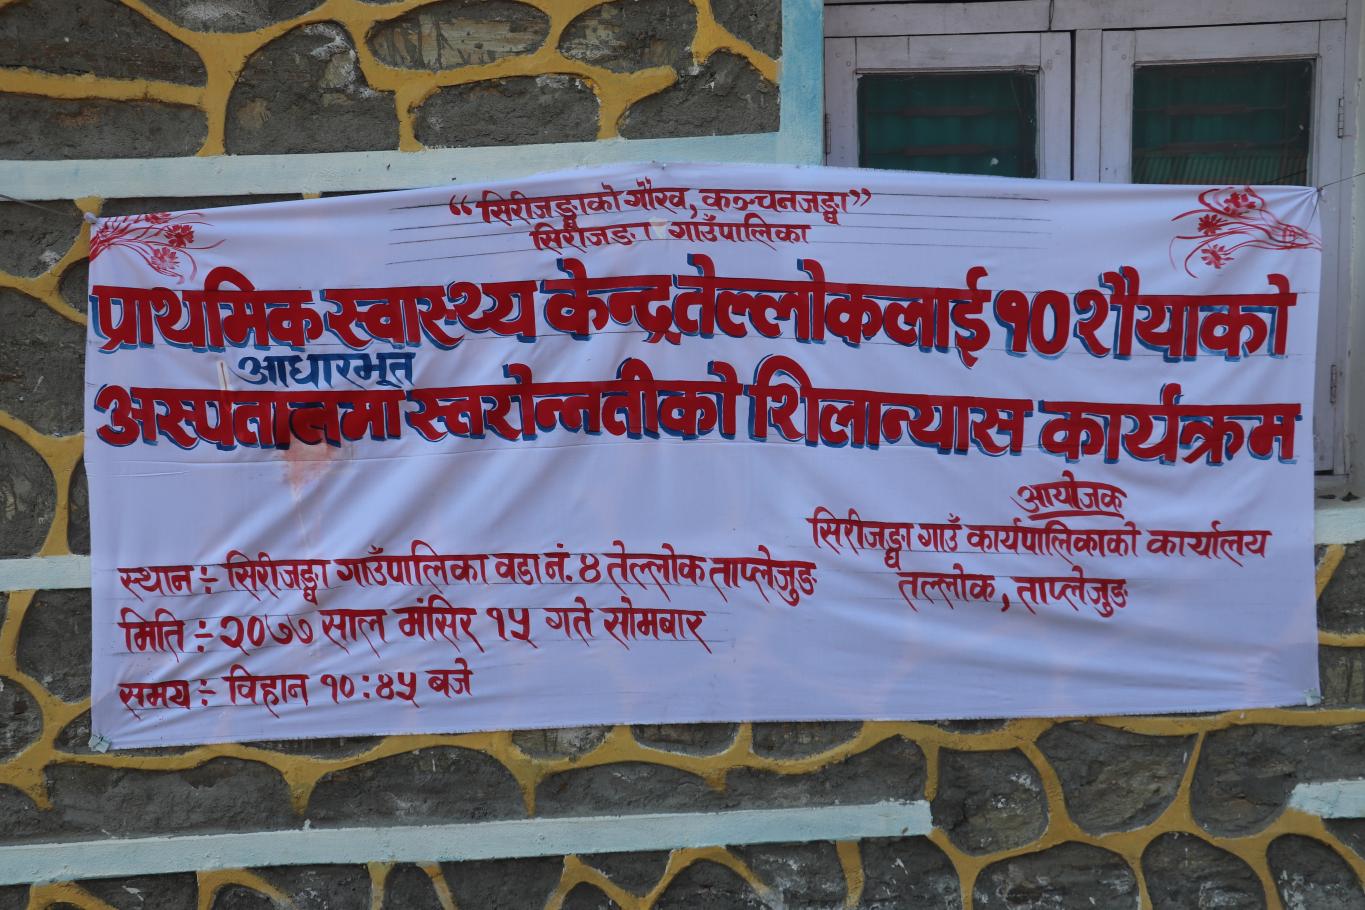 “सिरीजङ्घाको गौरव, कञ्चनजङ्घा”
सिरीजङ्घा गाउँपालिका
प्राथमिक स्वास्थ्य केन्द्र तेल्लोकलाई १० शैयाको
आधारभूत
अस्पतालमा स्तरोन्नतीको शिलान्यास कार्यक्रम
आयोजक
सिरीजङ्घा गाउँ कार्यपालिकाको कार्यालय
तल्लोक, ताप्लेजुङ
स्थान ÷ सिरीजङ्घा गाउँपालिका वडा नं. ४ तेल्लोक ताप्लेजुङ
मिति ÷ २०७७ साल मंसिर १५ गते सोमबार
समय ÷ विहान १०:४५ बजे